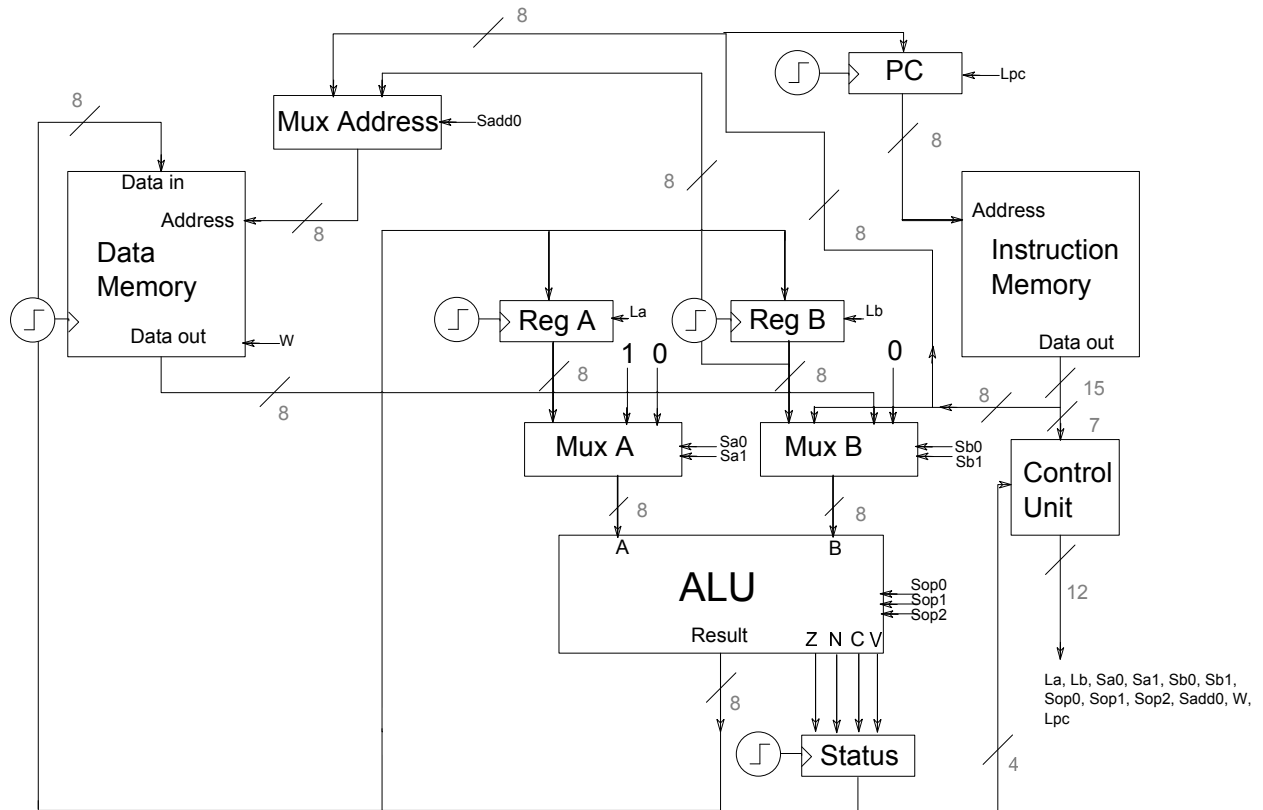 8
PC
Lpc
8
Mux Address
Sadd0
8
8
8
8
Data in
Address
Data
Memory
Data out
W
8
Address
Instruction
Memory
Data out
Reg A
La
Reg B
Lb
1
0
0
8
8
8
8
15
7
Mux A
Sa0
Sa1
Mux B
Sb0
Sb1
Control
Unit
8
8
A
B
ALU
Sop0
Sop1
Sop2
Result
Z
N
C
V
12
8
La, Lb, Sa0, Sa1, Sb0, Sb1,
Sop0, Sop1, Sop2, Sadd0, W,
Lpc
Status
4